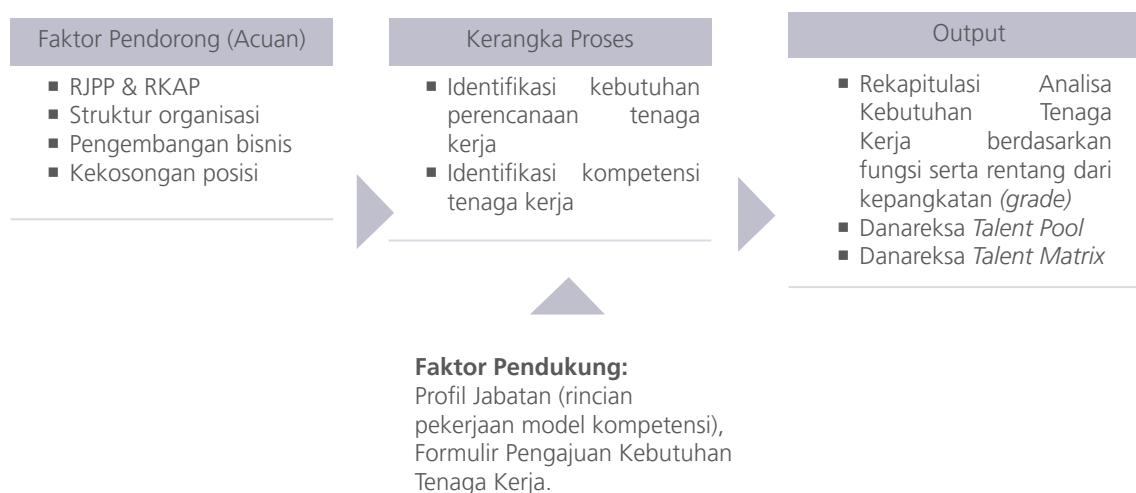 Faktor Pendorong (Acuan)
■ RJPP & RKAP
■ Struktur organisasi
■ Pengembangan bisnis
■ Kekosongan posisi
Kerangka Proses
■ Identifikasi kebutuhan
perencanaan tenaga
kerja
■ Identifikasi kompetensi
tenaga kerja
Output
■ Rekapitulasi Analisa
Kebutuhan Tenaga
Kerja berdasarkan
fungsi serta rentang dari
kepangkatan (grade)
■ Danareksa Talent Pool
■ Danareksa Talent Matrix
Faktor Pendukung:
Profil Jabatan (rincian
pekerjaan model kompetensi),
Formulir Pengajuan Kebutuhan
Tenaga Kerja.